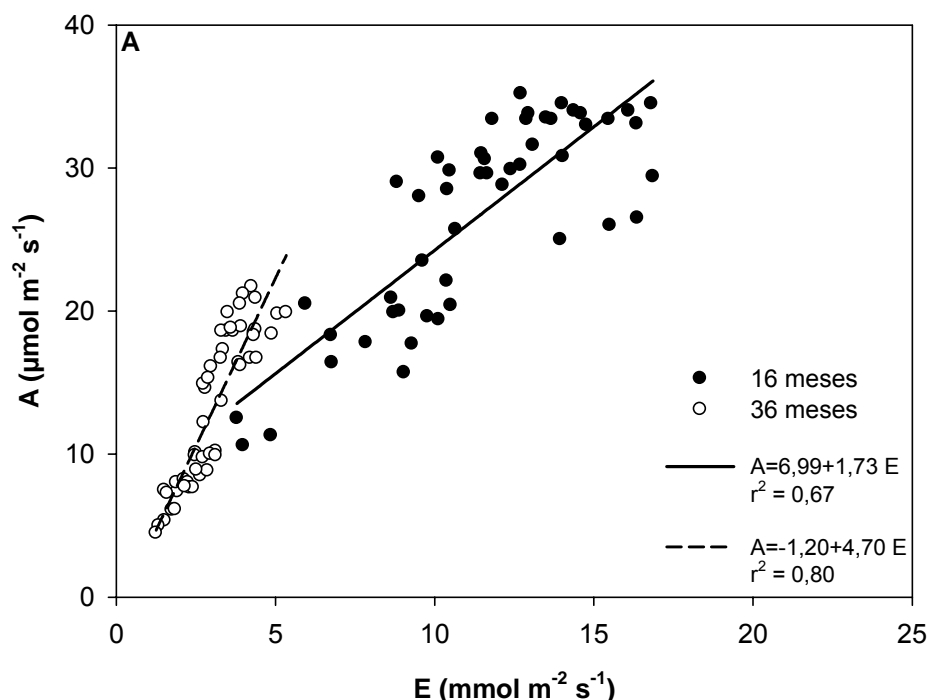 A
40
30
20
10
0
A (µmol m⁻² s⁻¹)
16 meses
36 meses
A=6,99+1,73 E
r² = 0,67
A=-1,20+4,70 E
r² = 0,80
0 5 10 15 20 25
E (mmol m⁻² s⁻¹)